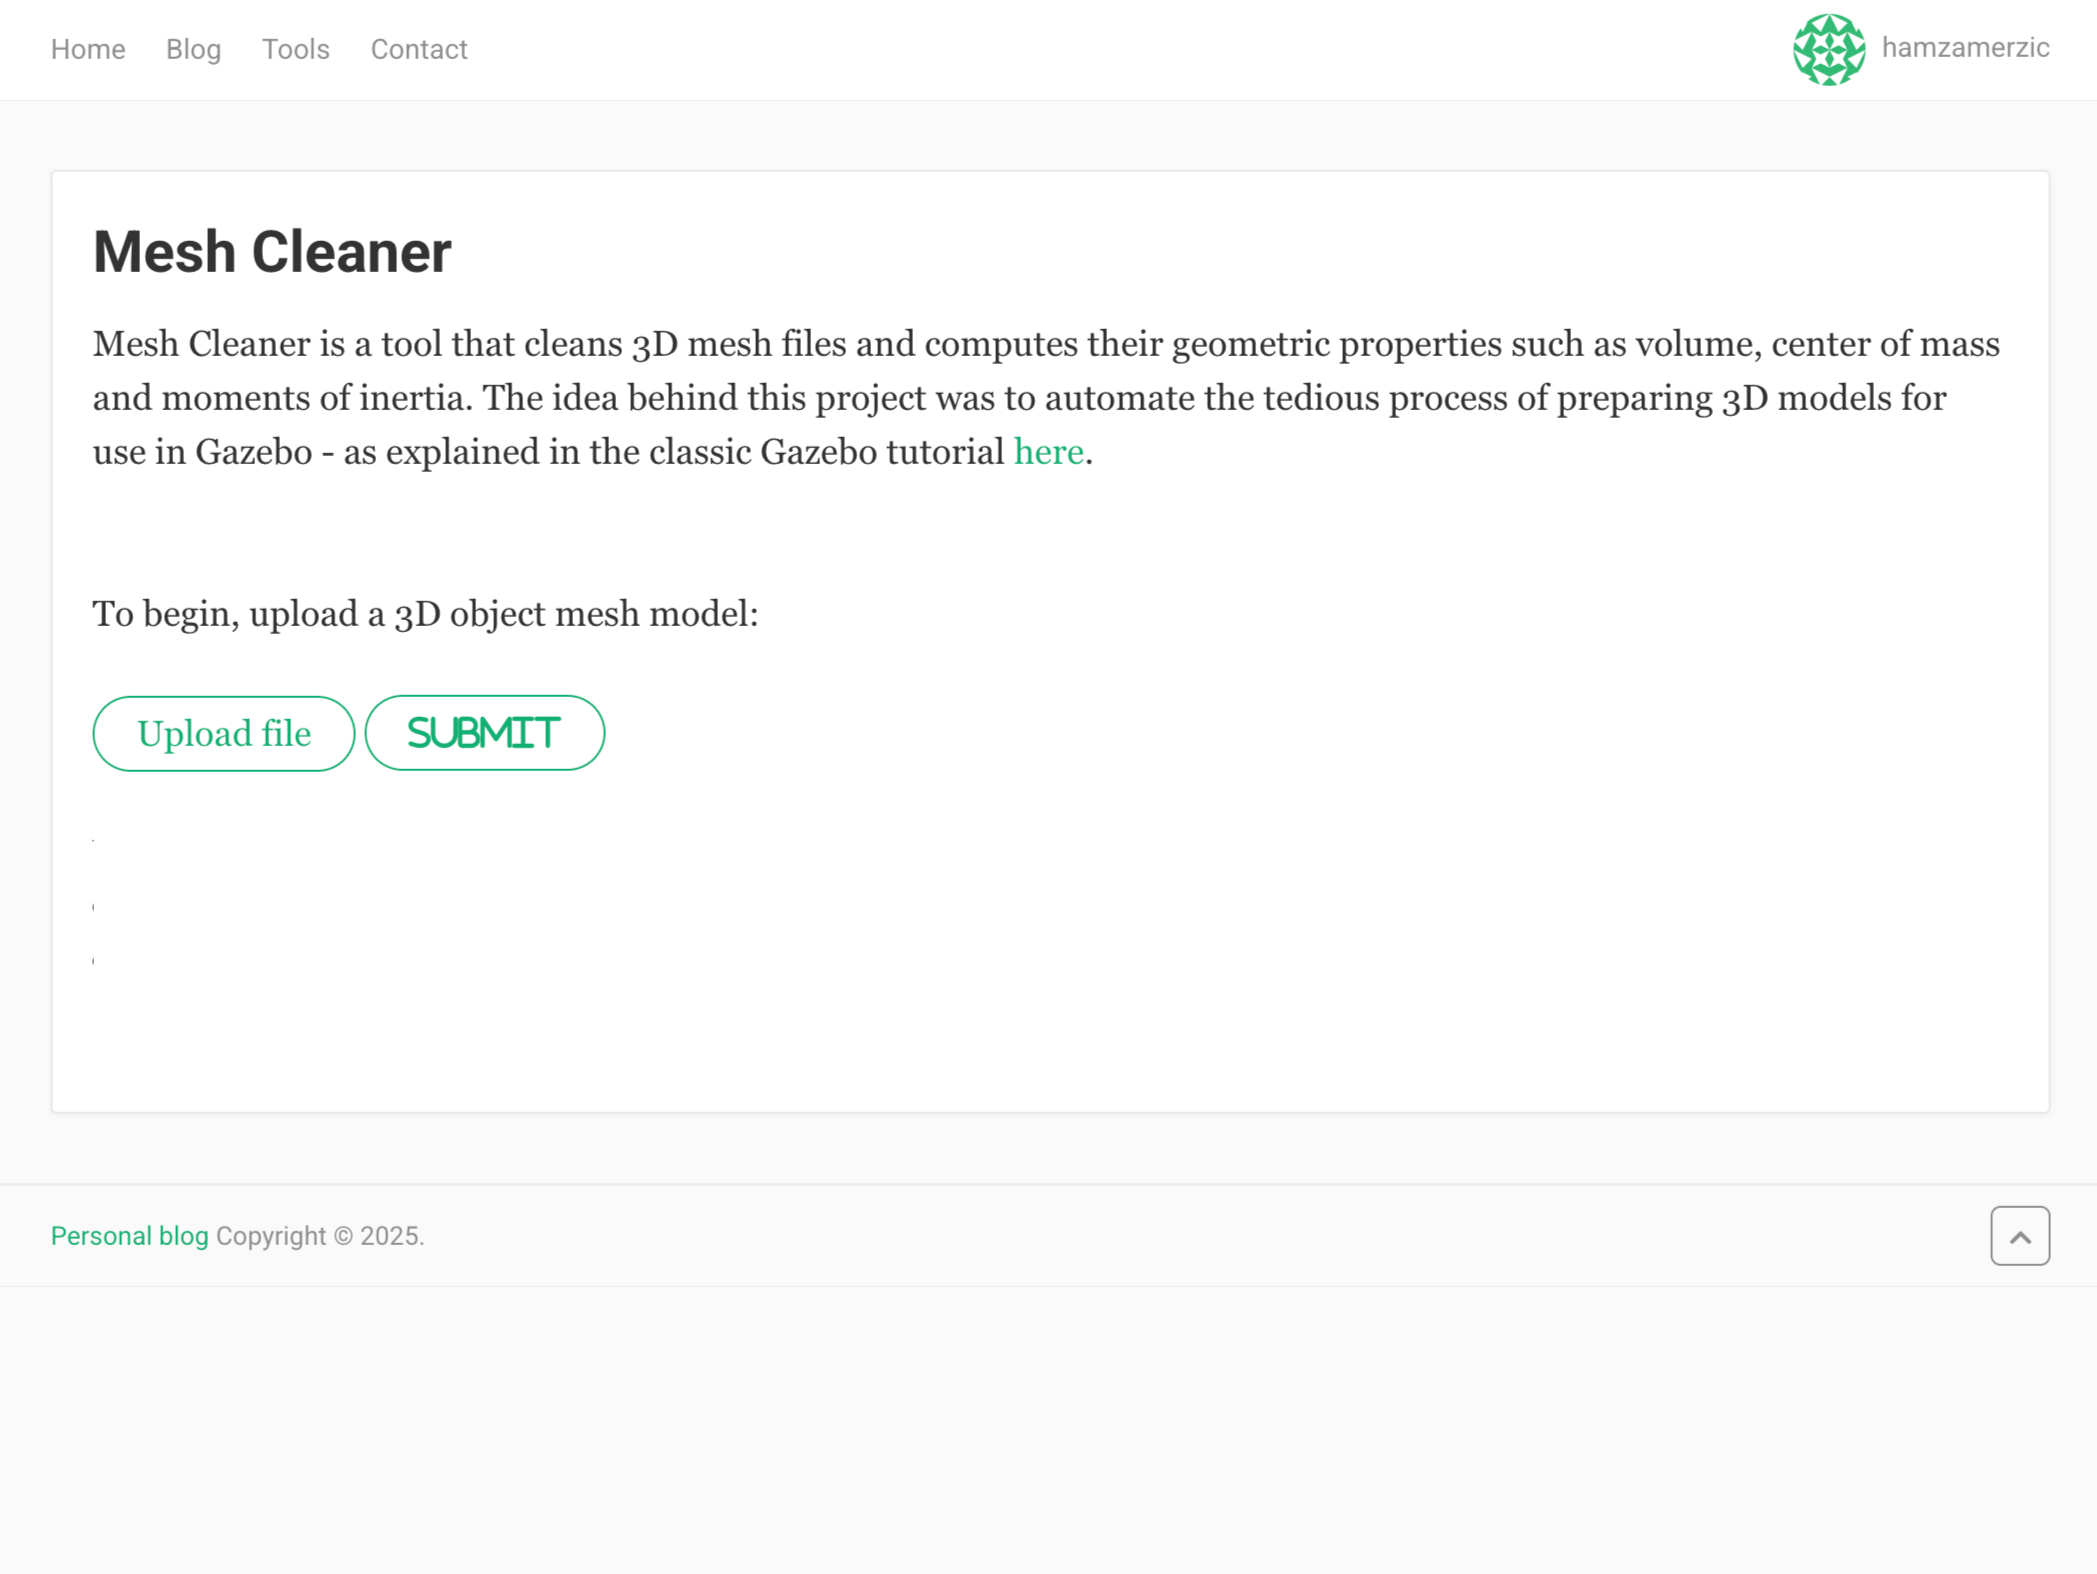 Home Blog Tools Contact hamzamerzic
Mesh Cleaner
Mesh Cleaner is a tool that cleans 3D mesh files and computes their geometric properties such as volume, center of mass
and moments of inertia. The idea behind this project was to automate the tedious process of preparing 3D models for
use in Gazebo - as explained in the classic Gazebo tutorial here.
To begin, upload a 3D object mesh model:
Upload file SUBMIT
Personal blog Copyright © 2025.